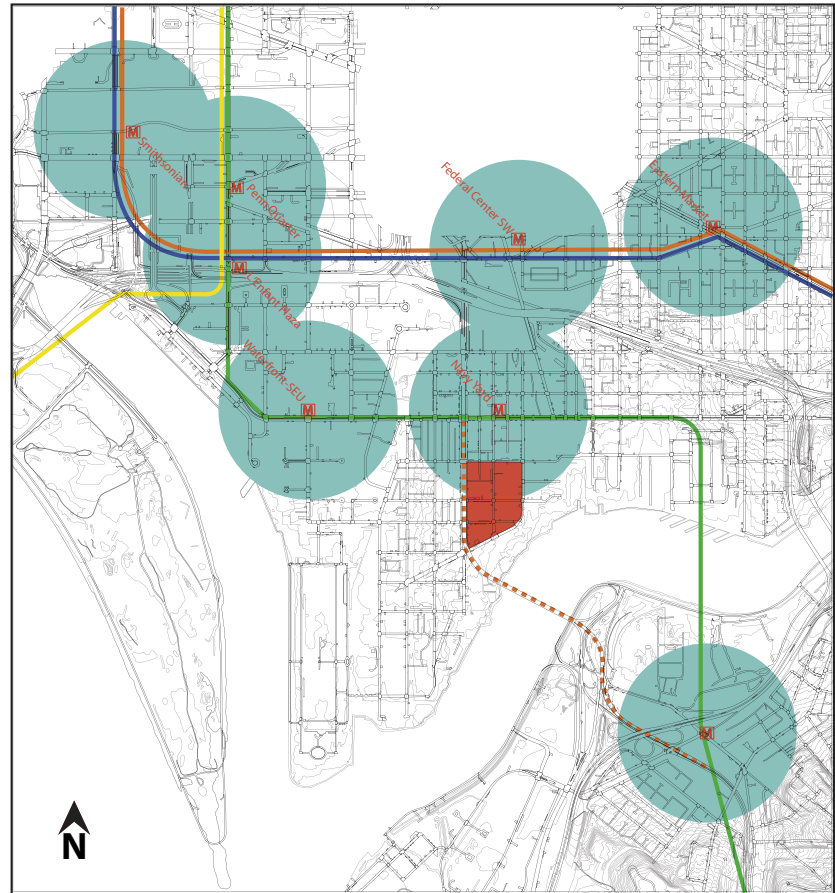 M
Smithsonian
M
Penn Quarter
Federal Center SW
M
Eastern Market
M
M
L'Enfant Plaza
Waterfront-SEU
M
Navy Yard
M
M
N